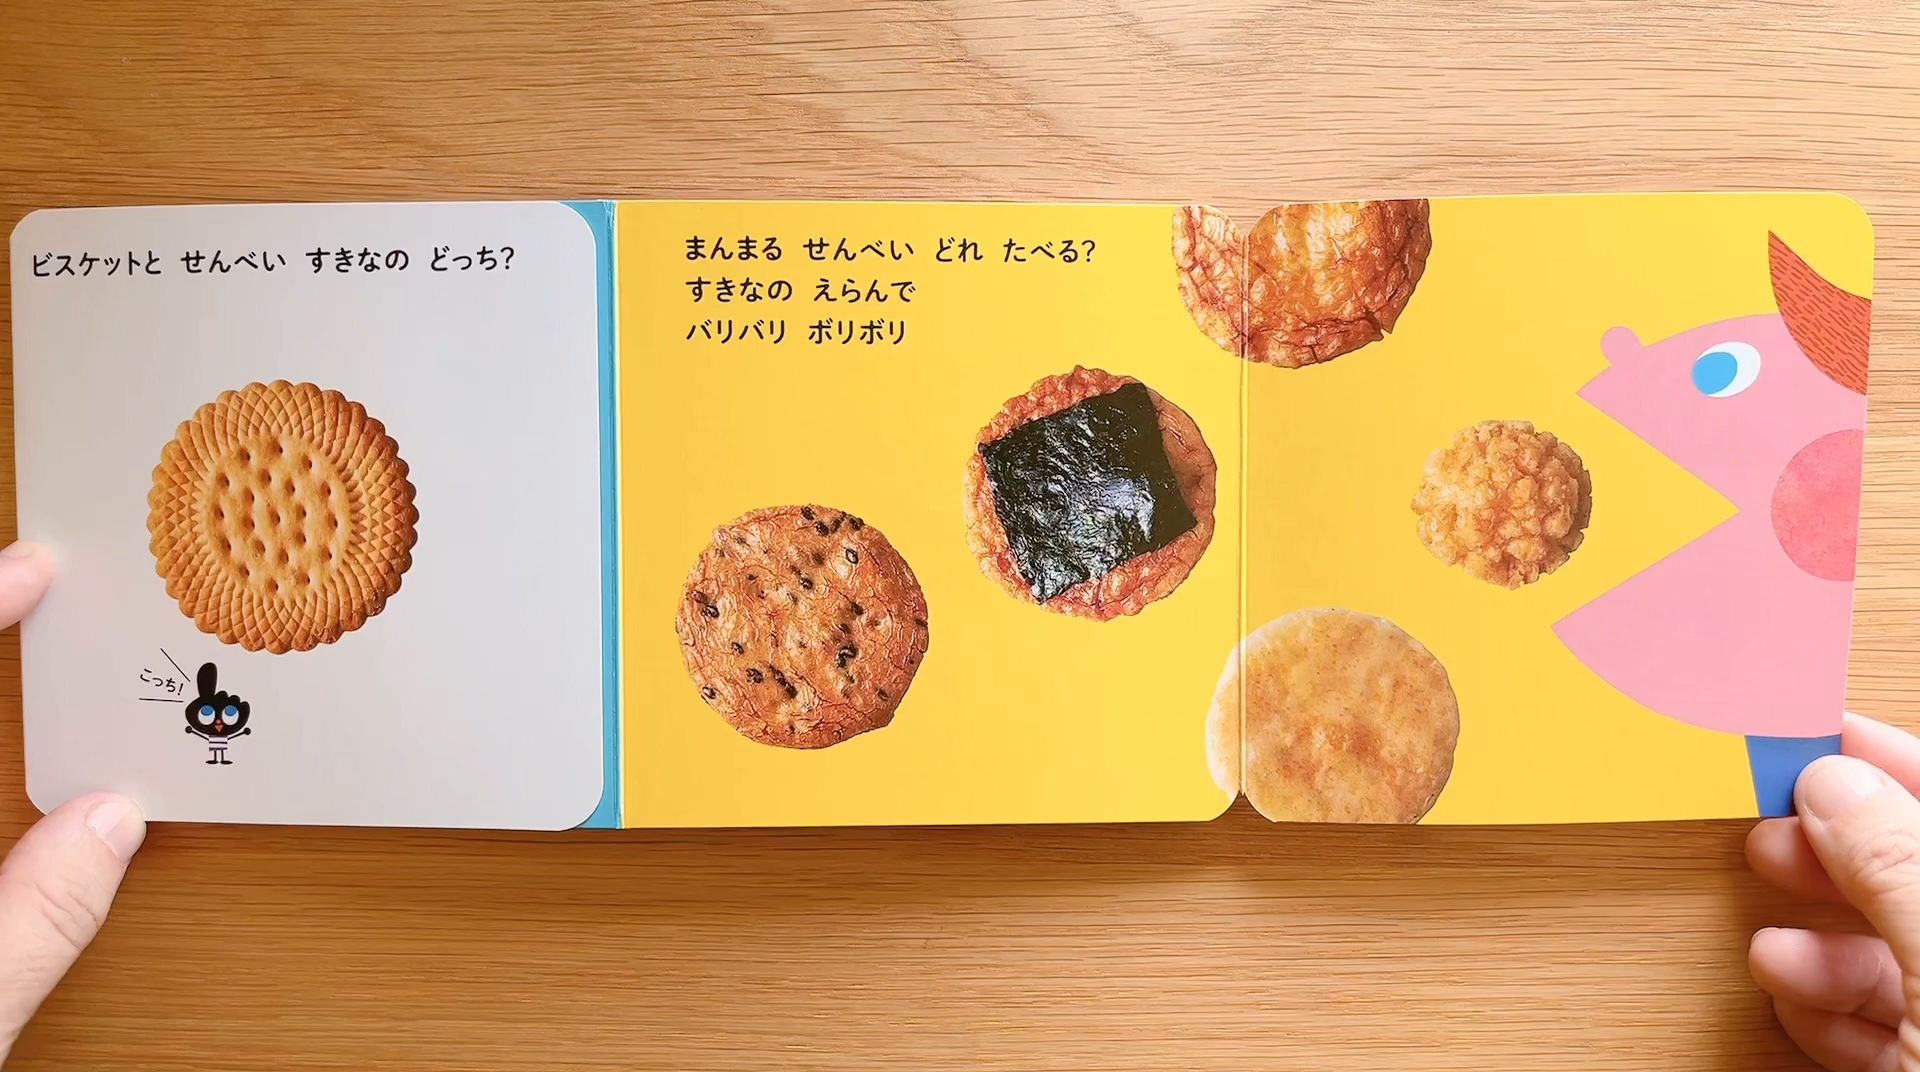 ビスケットと せんべい すきなの どっち?
こっち!
まんまる せんべい どれ たべる?
すきなの えらんで
バリバリ ボリボリ